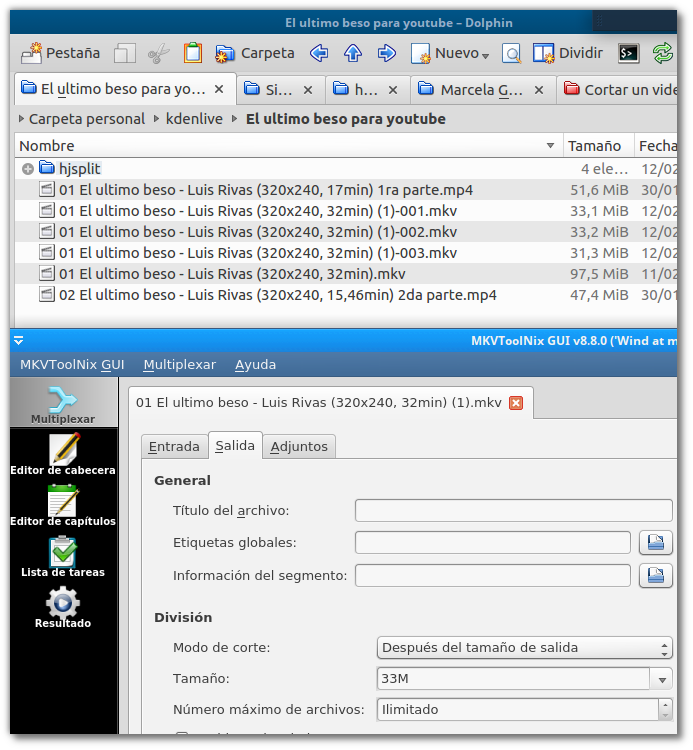 El ultimo beso para youtube – Dolphin
Pestaña Carpeta Nuevo Dividir
El ultimo beso para yo... Si... h... Marcela G... Cortar un vide
Carpeta personal kdenlive El ultimo beso para youtube
Nombre Tamaño Fecha
hjsplit 4 ele... 12/02
01 El ultimo beso - Luis Rivas (320x240, 17min) 1ra parte.mp4 51,6 MiB 30/01
01 El ultimo beso - Luis Rivas (320x240, 32min) (1)-001.mkv 33,1 MiB 12/02
01 El ultimo beso - Luis Rivas (320x240, 32min) (1)-002.mkv 33,2 MiB 12/02
01 El ultimo beso - Luis Rivas (320x240, 32min) (1)-003.mkv 31,3 MiB 12/02
01 El ultimo beso - Luis Rivas (320x240, 32min).mkv 97,5 MiB 11/02
02 El ultimo beso - Luis Rivas (320x240, 15,46min) 2da parte.mp4 47,4 MiB 30/01
MKVToolNix GUI v8.8.0 ('Wind at m
MKVToolNix GUI Multiplexar Ayuda
Multiplexar
Editor de cabecera
Editor de capítulos
Lista de tareas
Resultado
01 El ultimo beso - Luis Rivas (320x240, 32min) (1).mkv
Entrada Salida Adjuntos
General
Título del archivo:
Etiquetas globales:
Información del segmento:
División
Modo de corte: Después del tamaño de salida
Tamaño: 33M
Número máximo de archivos: Ilimitado